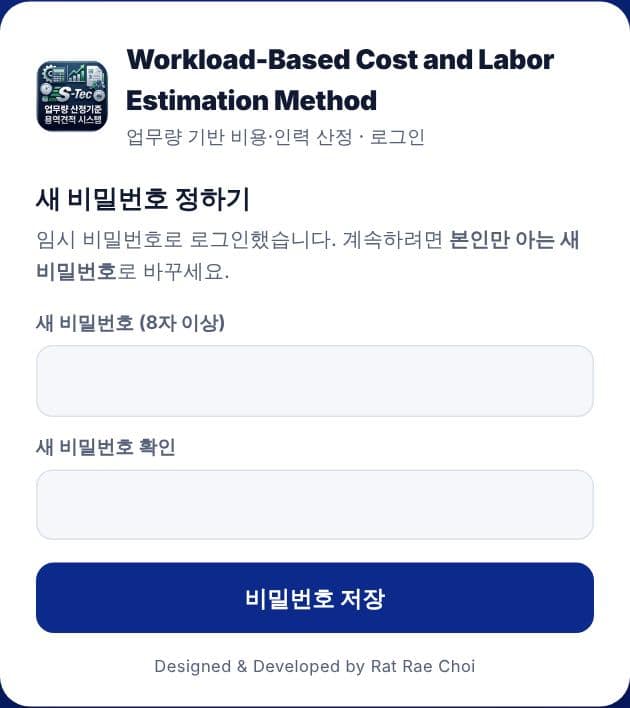 S-Tec
업무량 산정기준
용역견적 시스템
Workload-Based Cost and Labor
Estimation Method
업무량 기반 비용·인력 산정 · 로그인
새 비밀번호 정하기
임시 비밀번호로 로그인했습니다. 계속하려면 본인만 아는 새
비밀번호로 바꾸세요.
새 비밀번호 (8자 이상)
새 비밀번호 확인
비밀번호 저장
Designed & Developed by Rat Rae Choi